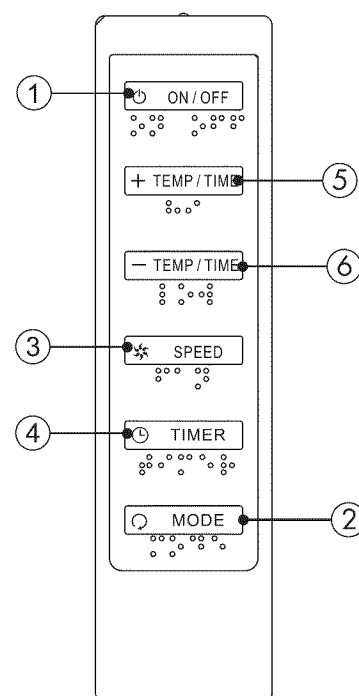 1 ON / OFF
+ TEMP / TIME 5
− TEMP / TIME 6
3 SPEED
4 TIMER
MODE 2